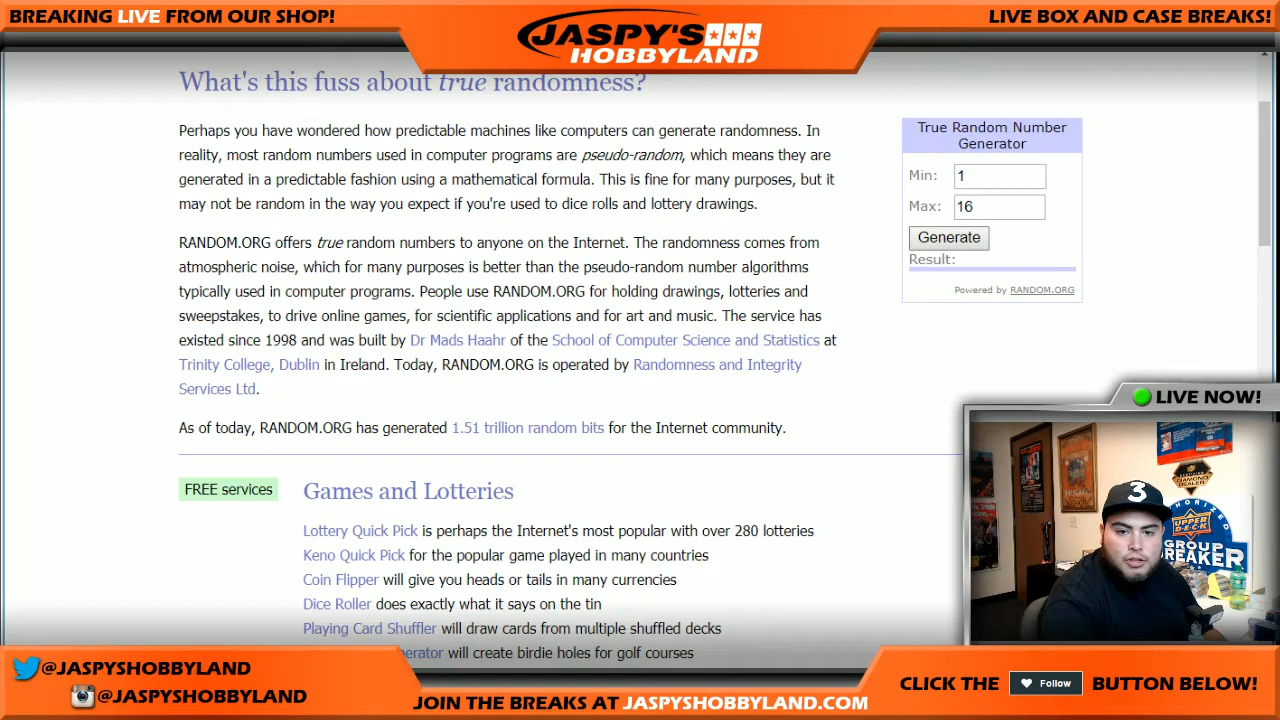 BREAKING LIVE FROM OUR SHOP!
JASPY'S
HOBBYLAND
LIVE BOX AND CASE BREAKS!
What's this fuss about true randomness?
Perhaps you have wondered how predictable machines like computers can generate randomness. In
reality, most random numbers used in computer programs are pseudo-random, which means they are
generated in a predictable fashion using a mathematical formula. This is fine for many purposes, but it
may not be random in the way you expect if you're used to dice rolls and lottery drawings.
RANDOM.ORG offers true random numbers to anyone on the Internet. The randomness comes from
atmospheric noise, which for many purposes is better than the pseudo-random number algorithms
typically used in computer programs. People use RANDOM.ORG for holding drawings, lotteries and
sweepstakes, to drive online games, for scientific applications and for art and music. The service has
existed since 1998 and was built by Dr Mads Haahr of the School of Computer Science and Statistics at
Trinity College, Dublin in Ireland. Today, RANDOM.ORG is operated by Randomness and Integrity
Services Ltd.
As of today, RANDOM.ORG has generated 1.51 trillion random bits for the Internet community.
True Random Number
Generator
Min: 1
Max: 16
Generate
Result:
Powered by RANDOM.ORG
FREE services
Games and Lotteries
Lottery Quick Pick is perhaps the Internet's most popular with over 280 lotteries
Keno Quick Pick for the popular game played in many countries
Coin Flipper will give you heads or tails in many currencies
Dice Roller does exactly what it says on the tin
Playing Card Shuffler will draw cards from multiple shuffled decks
will create birdie holes for golf courses
LIVE NOW!
DIAMOND
DEALER
3
UPPER
DECK
GROUP
BREAKER
@JASPYSHOBBYLAND
@JASPYSHOBBYLAND
JOIN THE BREAKS AT JASPYSHOBBYLAND.COM
CLICK THE Follow BUTTON BELOW!